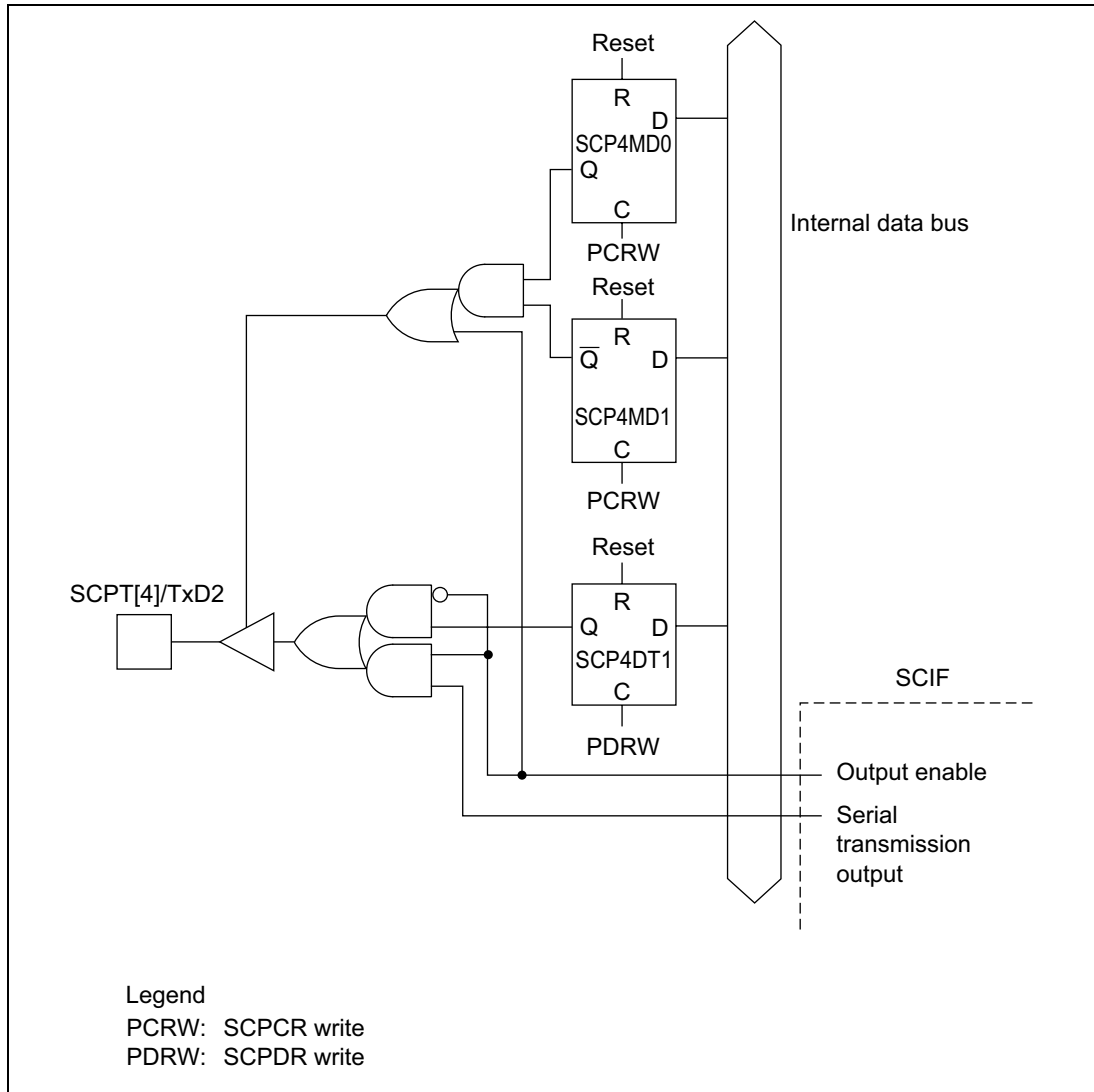 Reset
R
D
SCP4MD0
Q
C
PCRW
Internal data bus
Reset
R
Q̅
D
SCP4MD1
C
PCRW
Reset
SCPT[4]/TxD2
R
Q
D
SCP4DT1
C
PDRW
SCIF
Output enable
Serial
transmission
output
Legend
PCRW: SCPCR write
PDRW: SCPDR write